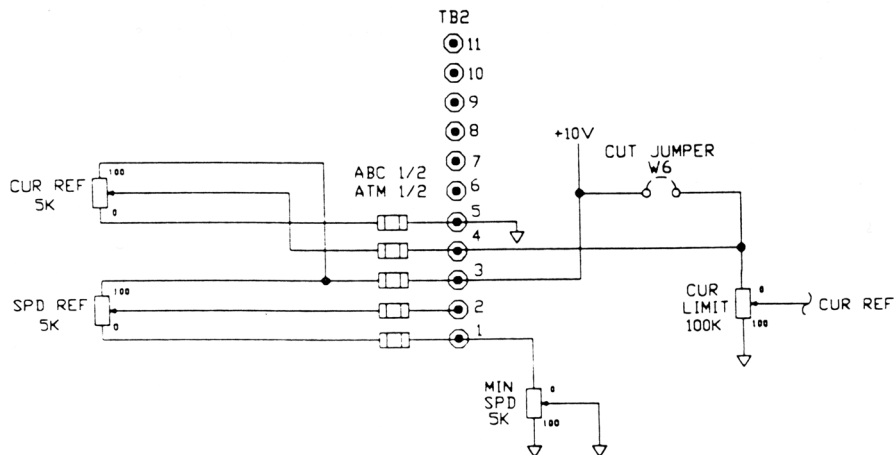 TB2
11
10
9
8
7
6
5
4
3
2
1
ABC 1/2
ATM 1/2
+10V
CUT JUMPER
W6
100
CUR REF
5K
0
100
SPD REF
5K
0
0
CUR
LIMIT
100K
100
CUR REF
0
MIN
SPD
5K
100